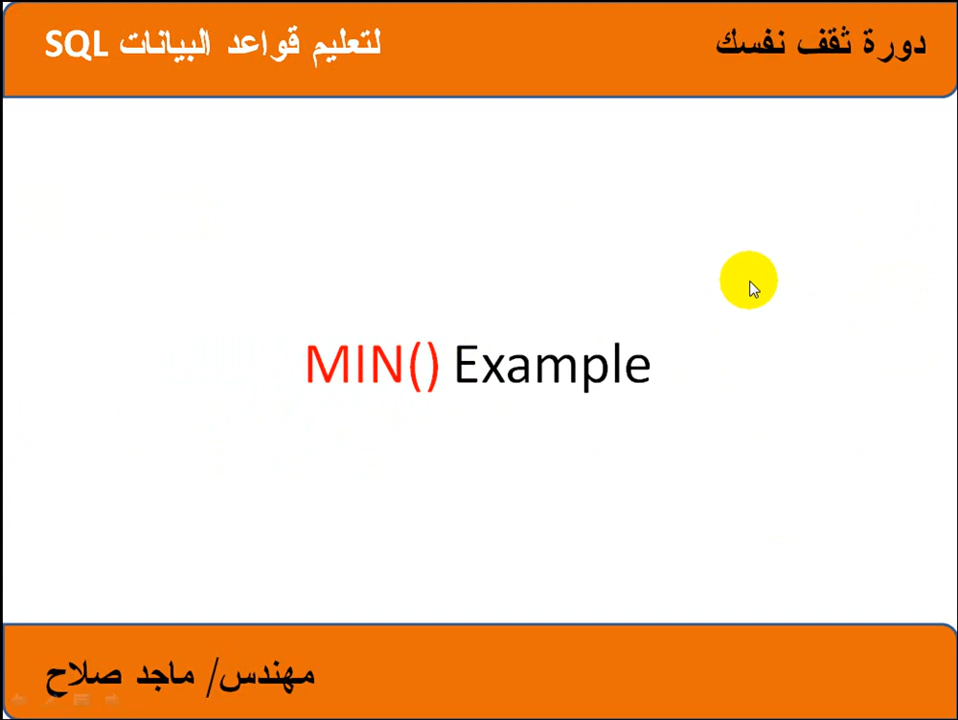 دورة ثقف نفسك
لتعليم قواعد البيانات SQL
MIN() Example
مهندس/ ماجد صلاح